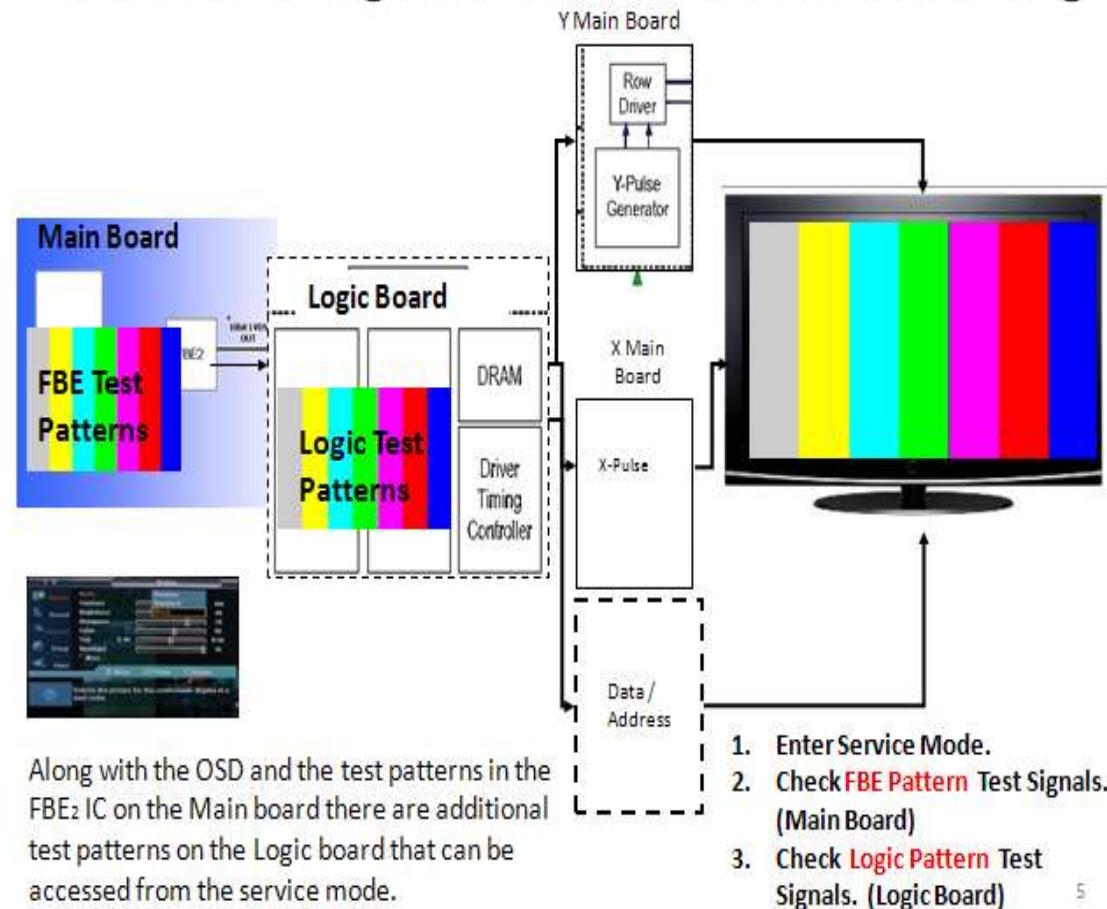 Y Main Board
Row
Driver
Y-Pulse
Generator
Main Board
OUT
FBE Test
Patterns
Logic Board
DRAM
Logic Test
Patterns
Driver
Timing
Controller
X Main
Board
X-Pulse
Data /
Address
Along with the OSD and the test patterns in the
FBE2 IC on the Main board there are additional
test patterns on the Logic board that can be
accessed from the service mode.
1. Enter Service Mode.
2. Check FBE Pattern Test Signals.
(Main Board)
3. Check Logic Pattern Test
Signals. (Logic Board)
5